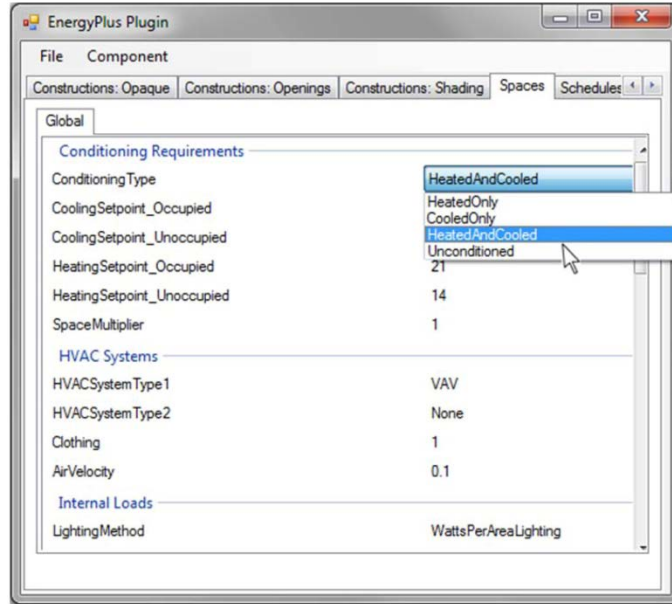 EnergyPlus Plugin
File Component
Constructions: Opaque Constructions: Openings Constructions: Shading Spaces Schedules
Global
Conditioning Requirements
ConditioningType HeatedAndCooled
HeatedOnly
CoolingSetpoint_Occupied CooledOnly
CoolingSetpoint_Unoccupied HeatedAndCooled
Unconditioned
HeatingSetpoint_Occupied 21
HeatingSetpoint_Unoccupied 14
SpaceMultiplier 1
HVAC Systems
HVACSystemType1 VAV
HVACSystemType2 None
Clothing 1
AirVelocity 0.1
Internal Loads
LightingMethod WattsPerAreaLighting